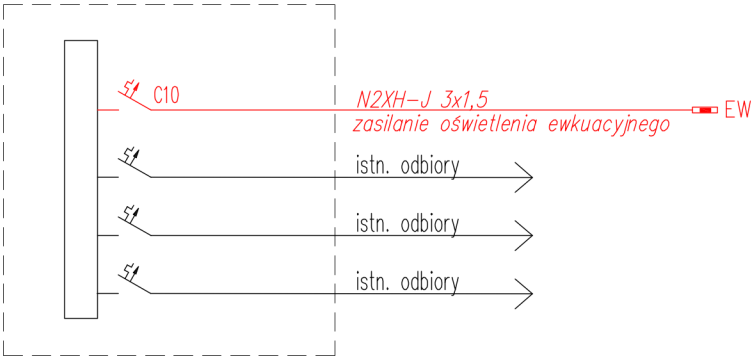 C10
N2XH-J 3x1,5
EW
zasilanie oświetlenia ewkuacyjnego
istn. odbiory
istn. odbiory
istn. odbiory